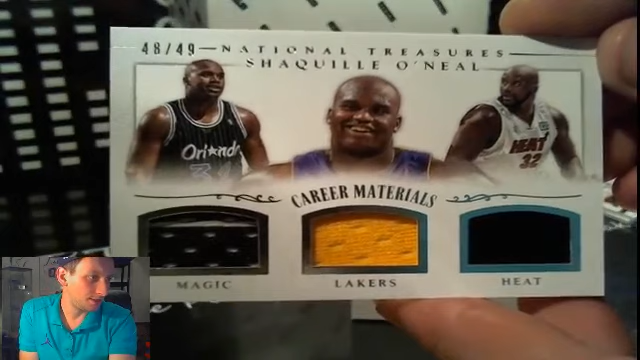 48/49 NATIONAL TREASURES
SHAQUILLE O'NEAL
Orlando
HEAT
32
CAREER MATERIALS
MAGIC
LAKERS
HEAT